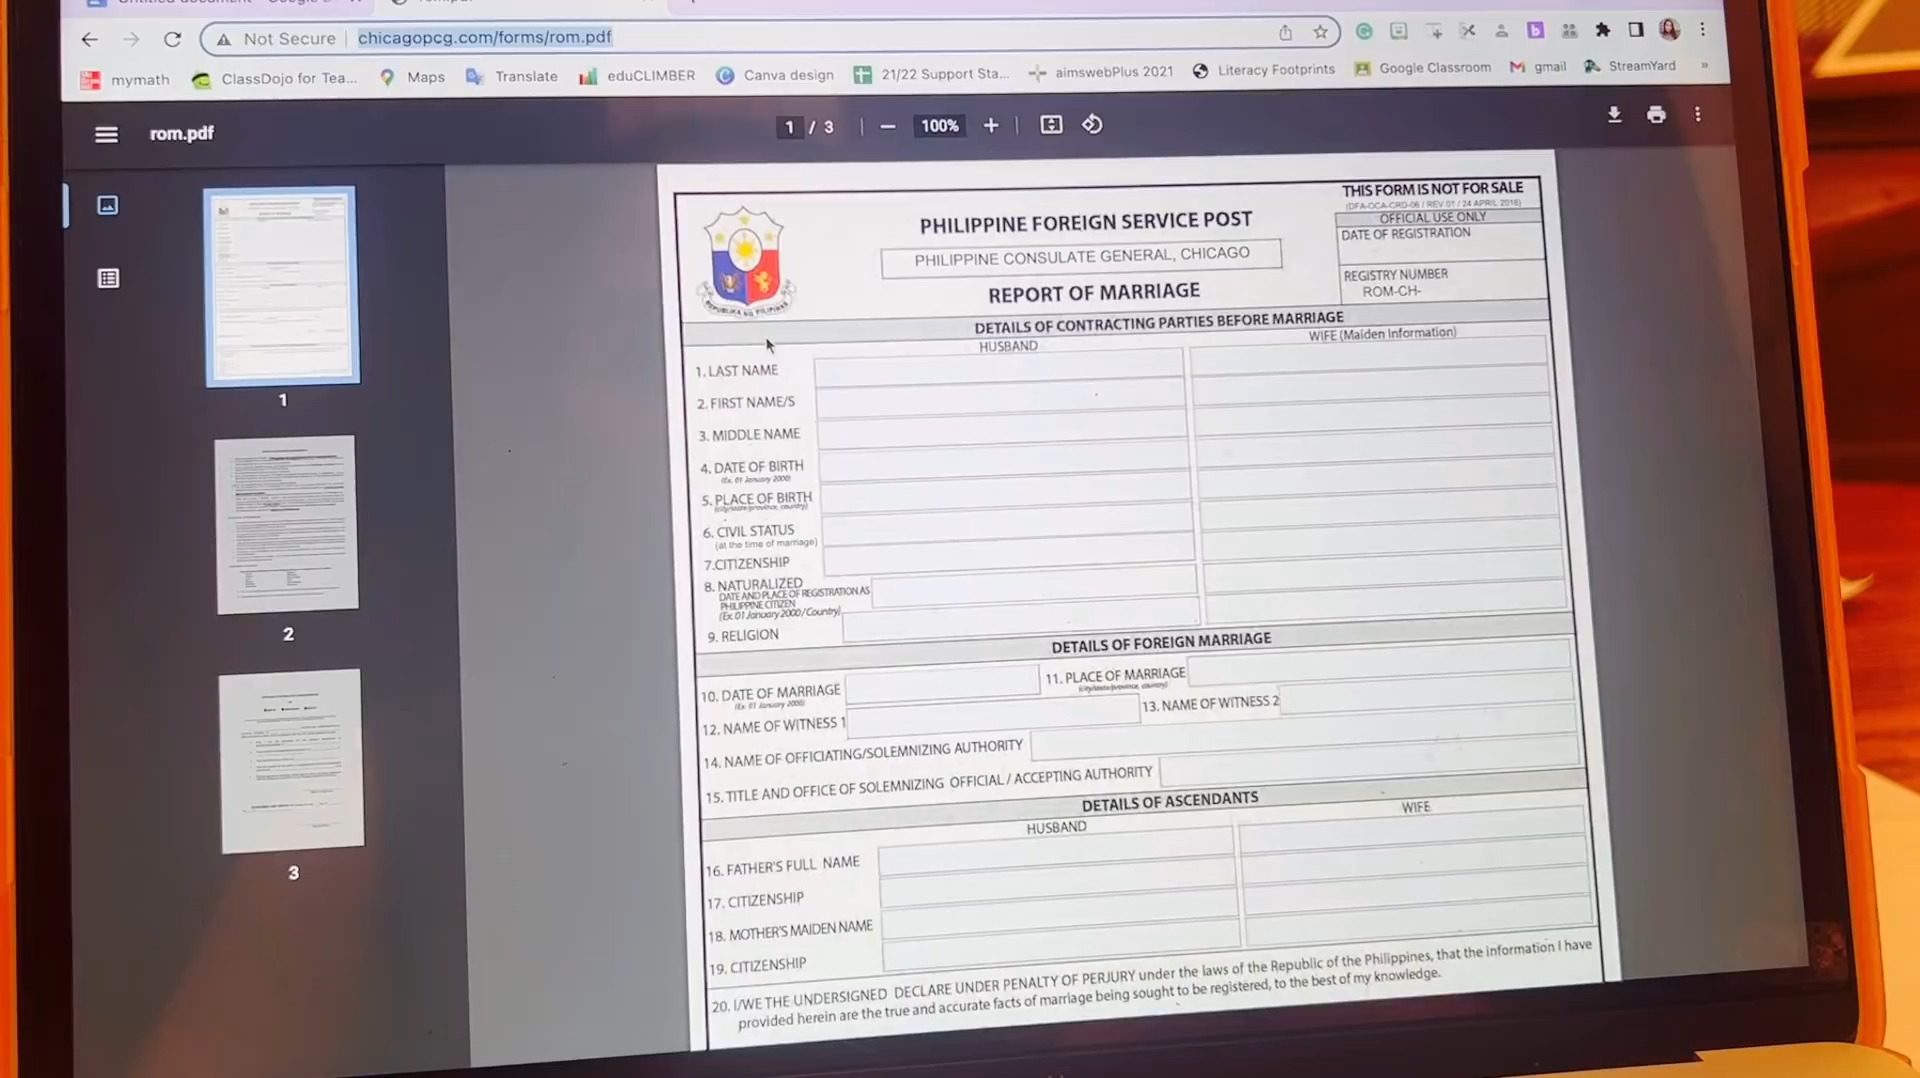 Not Secure | chicagopcg.com/forms/rom.pdf
mymath ClassDojo for Tea... Maps Translate eduCLIMBER Canva design 21/22 Support Sta... aimswebPlus 2021 Literacy Footprints Google Classroom gmail StreamYard »
rom.pdf 1 / 3 100%
THIS FORM IS NOT FOR SALE
(DFA-OCA-CRD-06 / REV 01 / 24 APRIL 2018)
OFFICIAL USE ONLY
DATE OF REGISTRATION
REGISTRY NUMBER
ROM-CH-
PHILIPPINE FOREIGN SERVICE POST
PHILIPPINE CONSULATE GENERAL, CHICAGO
REPORT OF MARRIAGE
REPUBLIKA NG PILIPINAS
DETAILS OF CONTRACTING PARTIES BEFORE MARRIAGE
HUSBAND WIFE (Maiden Information)
1. LAST NAME
2. FIRST NAME/S
3. MIDDLE NAME
4. DATE OF BIRTH
(Ex. 01 January 2000)
5. PLACE OF BIRTH
(city/state/province, country)
6. CIVIL STATUS
(at the time of marriage)
7.CITIZENSHIP
8. NATURALIZED
DATE AND PLACE OF REGISTRATION AS
PHILIPPINE CITIZEN
(Ex. 01 January 2000/Country)
9. RELIGION
DETAILS OF FOREIGN MARRIAGE
10. DATE OF MARRIAGE
(Ex. 01 January 2000)
11. PLACE OF MARRIAGE
(city/state/province, country)
12. NAME OF WITNESS 1
13. NAME OF WITNESS 2
14. NAME OF OFFICIATING/SOLEMNIZING AUTHORITY
15. TITLE AND OFFICE OF SOLEMNIZING OFFICIAL / ACCEPTING AUTHORITY
DETAILS OF ASCENDANTS
HUSBAND WIFE
16. FATHER'S FULL NAME
17. CITIZENSHIP
18. MOTHER'S MAIDEN NAME
19. CITIZENSHIP
20. I/WE THE UNDERSIGNED DECLARE UNDER PENALTY OF PERJURY under the laws of the Republic of the Philippines, that the information I have
provided herein are the true and accurate facts of marriage being sought to be registered, to the best of my knowledge.
1
2
3